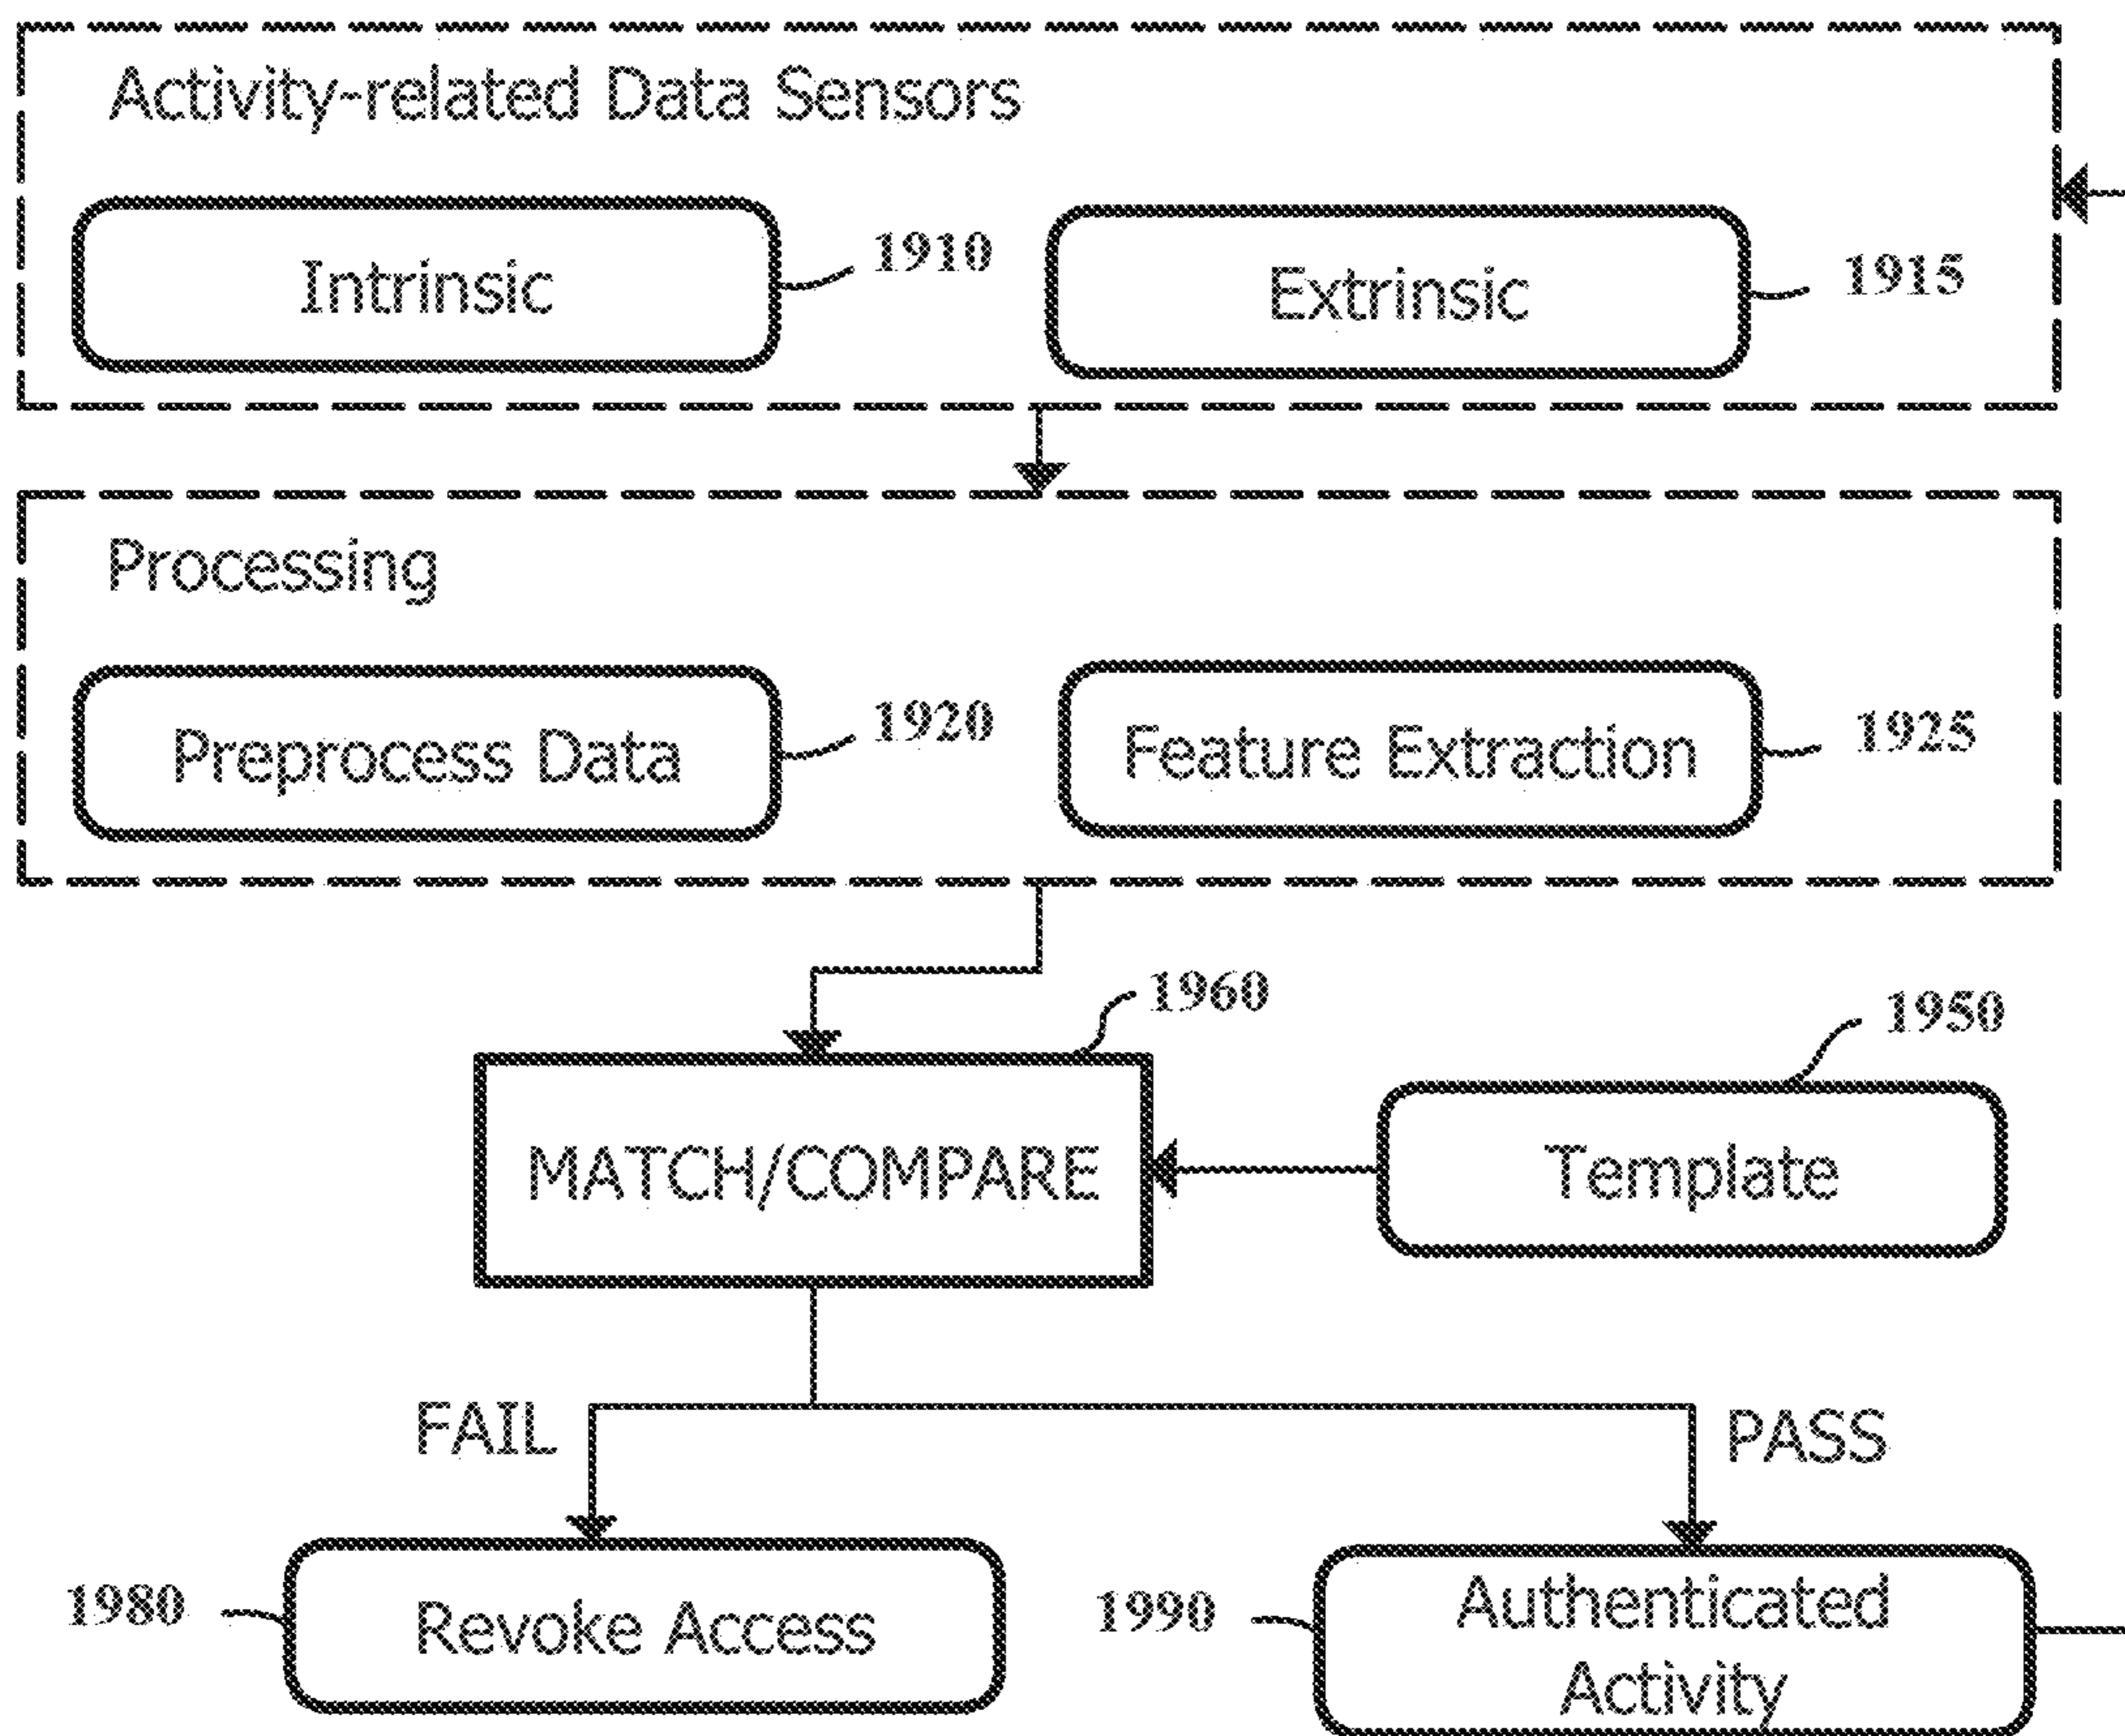 Activity-related Data Sensors
Intrinsic
1910
Extrinsic
1915
Processing
Preprocess Data
1920
Feature Extraction
1925
1960
1950
MATCH/COMPARE
Template
FAIL
PASS
1980
Revoke Access
1990
Authenticated
Activity